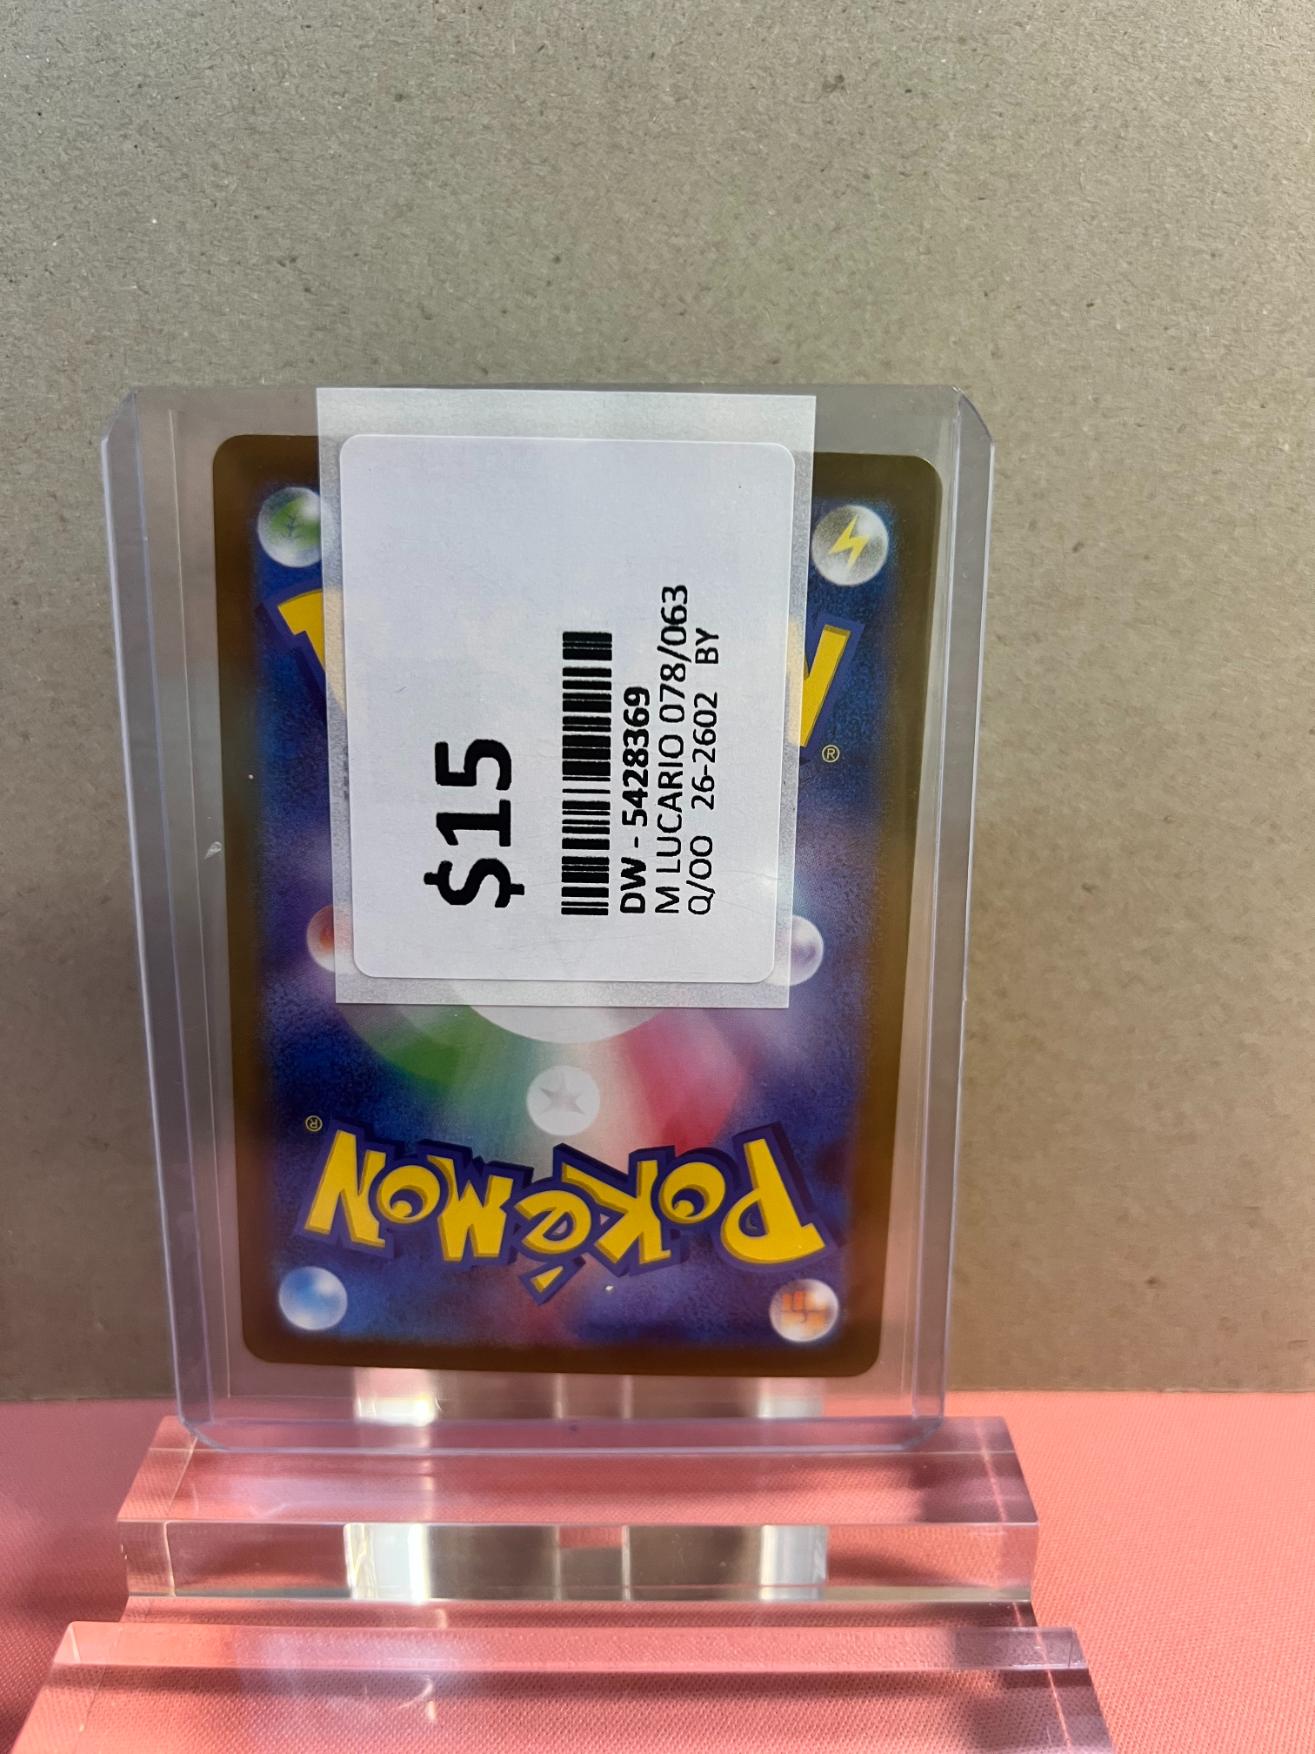 $15
DW - 5428369
M LUCARIO 078/063
Q/OO 26-2602 BY
®
POKéMON
®